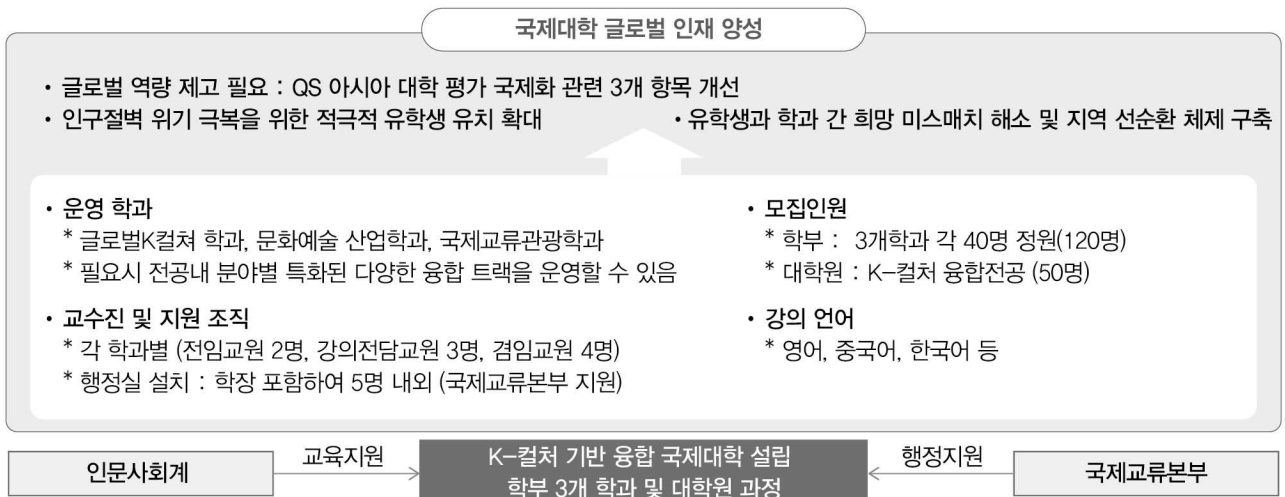 국제대학 글로벌 인재 양성
• 글로벌 역량 제고 필요 : QS 아시아 대학 평가 국제화 관련 3개 항목 개선
• 인구절벽 위기 극복을 위한 적극적 유학생 유치 확대
• 유학생과 학과 간 희망 미스매치 해소 및 지역 선순환 체제 구축
• 운영 학과
* 글로벌K컬쳐 학과, 문화예술 산업학과, 국제교류관광학과
* 필요시 전공내 분야별 특화된 다양한 융합 트랙을 운영할 수 있음
• 교수진 및 지원 조직
* 각 학과별 (전임교원 2명, 강의전담교원 3명, 겸임교원 4명)
* 행정실 설치 : 학장 포함하여 5명 내외 (국제교류본부 지원)
• 모집인원
* 학부 : 3개학과 각 40명 정원(120명)
* 대학원 : K-컬처 융합전공 (50명)
• 강의 언어
* 영어, 중국어, 한국어 등
인문사회계
교육지원
K-컬처 기반 융합 국제대학 설립
학부 3개 학과 및 대학원 과정
행정지원
국제교류본부